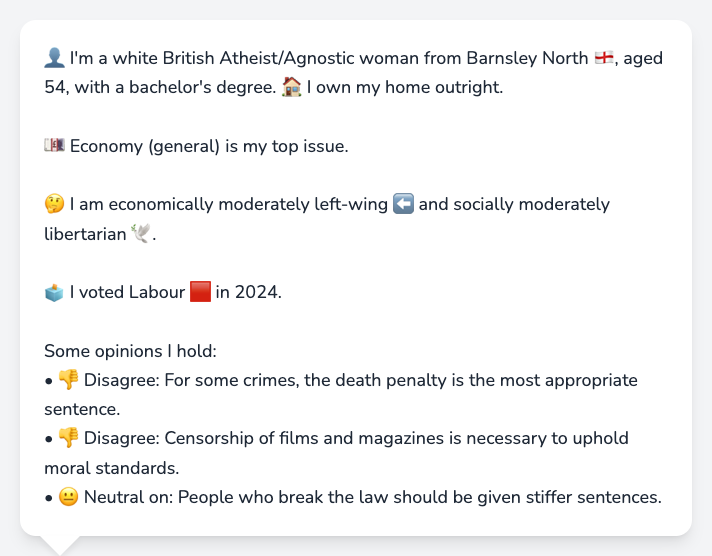 👤 I'm a white British Atheist/Agnostic woman from Barnsley North 🏴󠁧󠁢󠁥󠁮󠁧󠁿, aged
54, with a bachelor's degree. 🏠 I own my home outright.
💷 Economy (general) is my top issue.
🤔 I am economically moderately left-wing ⬅️ and socially moderately
libertarian 🕊️.
🗳️ I voted Labour 🟥 in 2024.
Some opinions I hold:
• 👎 Disagree: For some crimes, the death penalty is the most appropriate
sentence.
• 👎 Disagree: Censorship of films and magazines is necessary to uphold
moral standards.
• 😐 Neutral on: People who break the law should be given stiffer sentences.